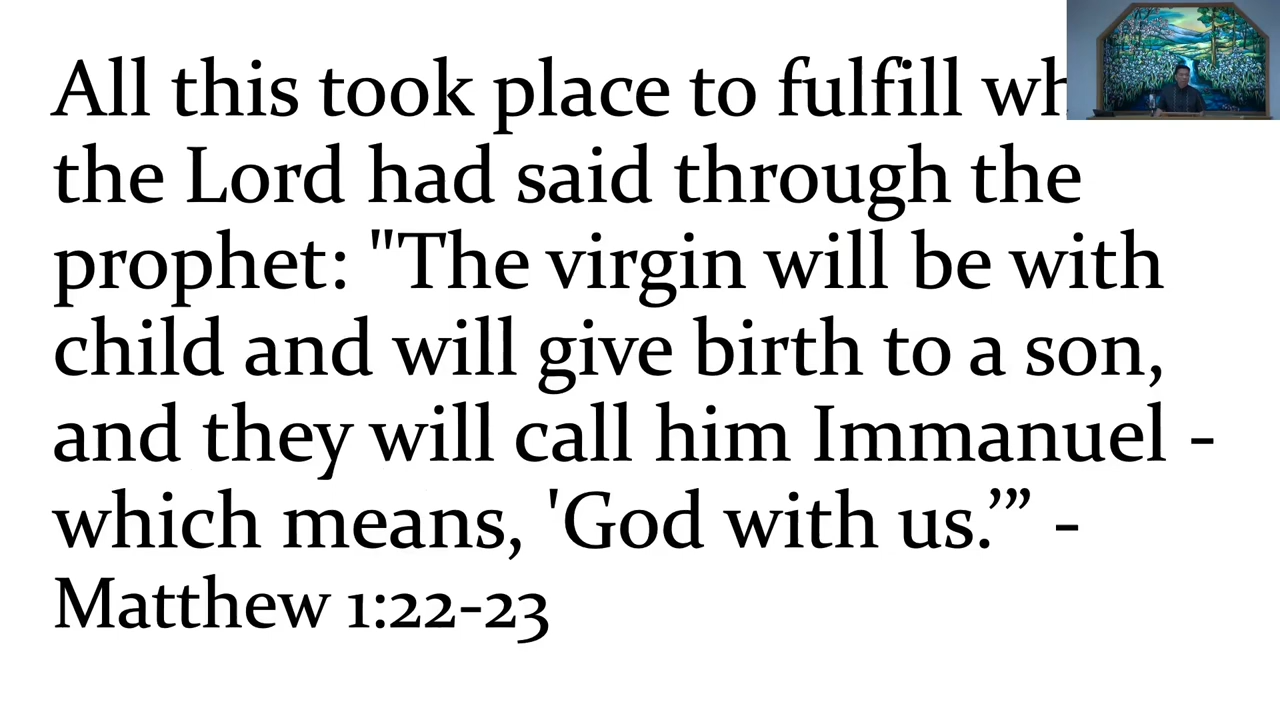 All this took place to fulfill
the Lord had said through the
prophet: "The virgin will be with
child and will give birth to a son,
and they will call him Immanuel -
which means, 'God with us.’” -
Matthew 1:22-23